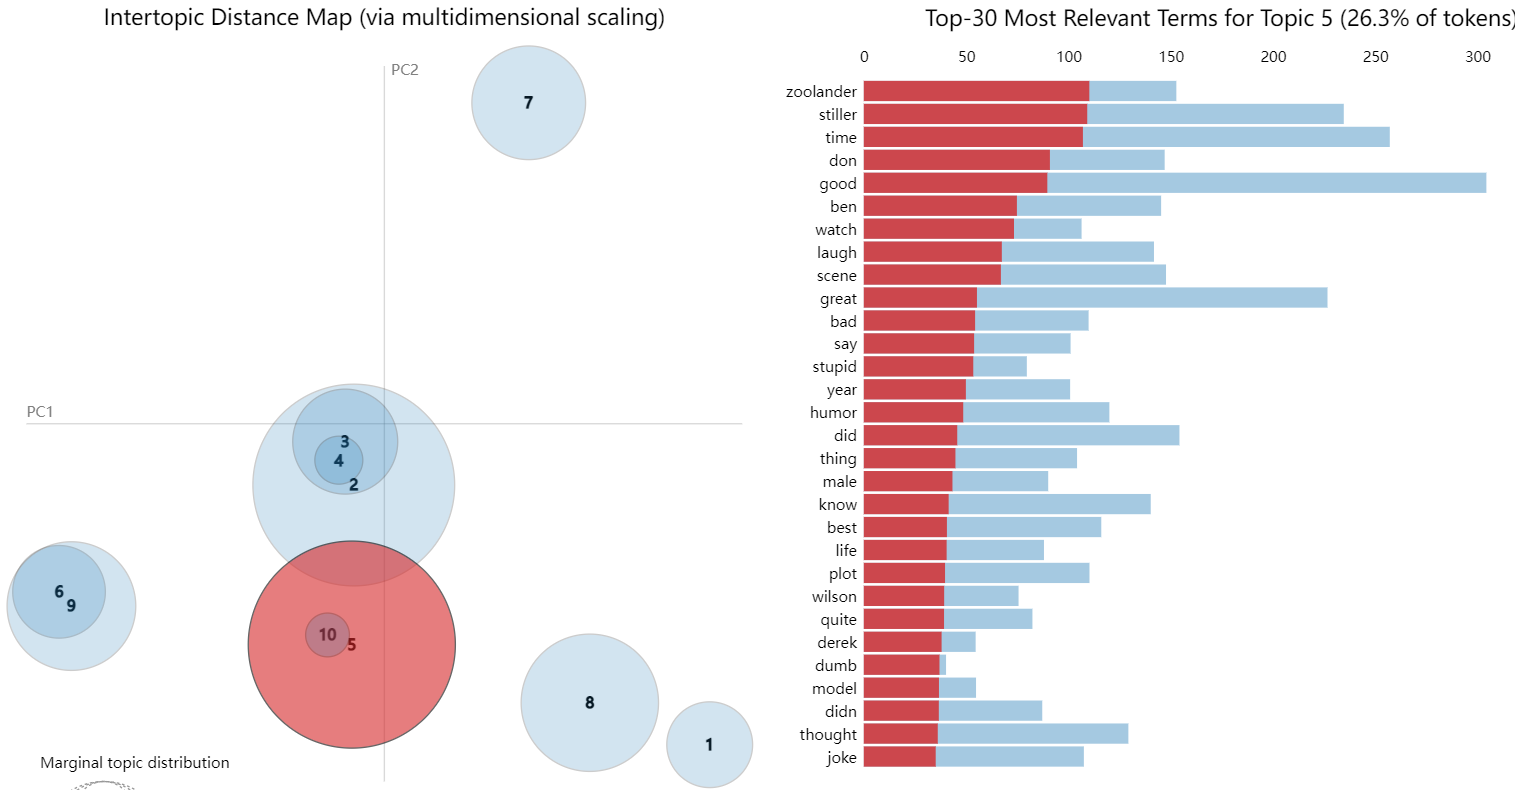 Intertopic Distance Map (via multidimensional scaling)
PC2
PC1
7
3
4
2
6
9
10
5
8
1
Marginal topic distribution
Top-30 Most Relevant Terms for Topic 5 (26.3% of tokens)
0 50 100 150 200 250 300
zoolander
stiller
time
don
good
ben
watch
laugh
scene
great
bad
say
stupid
year
humor
did
thing
male
know
best
life
plot
wilson
quite
derek
dumb
model
didn
thought
joke